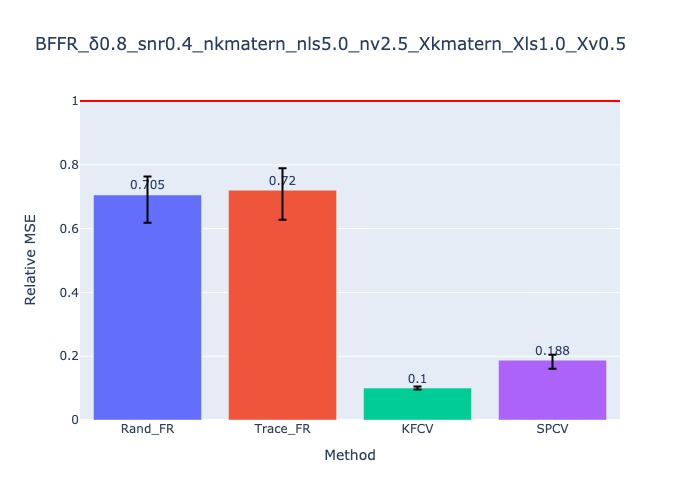 BFFR_δ0.8_snr0.4_nkmatern_nls5.0_nv2.5_Xkmatern_Xls1.0_Xv0.5
1
0.8
0.6
0.4
0.2
0
Relative MSE
0.705
0.72
0.1
0.188
Rand_FR Trace_FR KFCV SPCV
Method